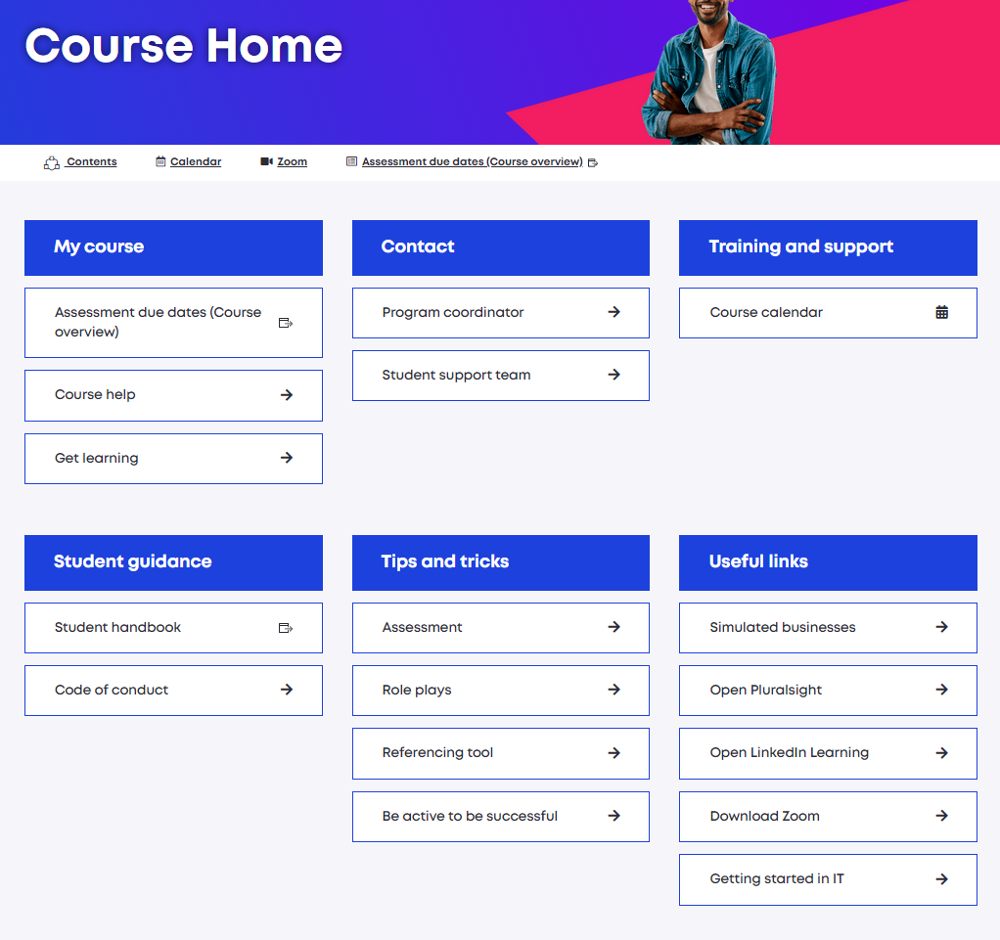 Course Home
Contents
Calendar
Zoom
Assessment due dates (Course overview)
My course
Assessment due dates (Course
overview)
Course help
Get learning
Contact
Program coordinator
Student support team
Training and support
Course calendar
Student guidance
Student handbook
Code of conduct
Tips and tricks
Assessment
Role plays
Referencing tool
Be active to be successful
Useful links
Simulated businesses
Open Pluralsight
Open LinkedIn Learning
Download Zoom
Getting started in IT